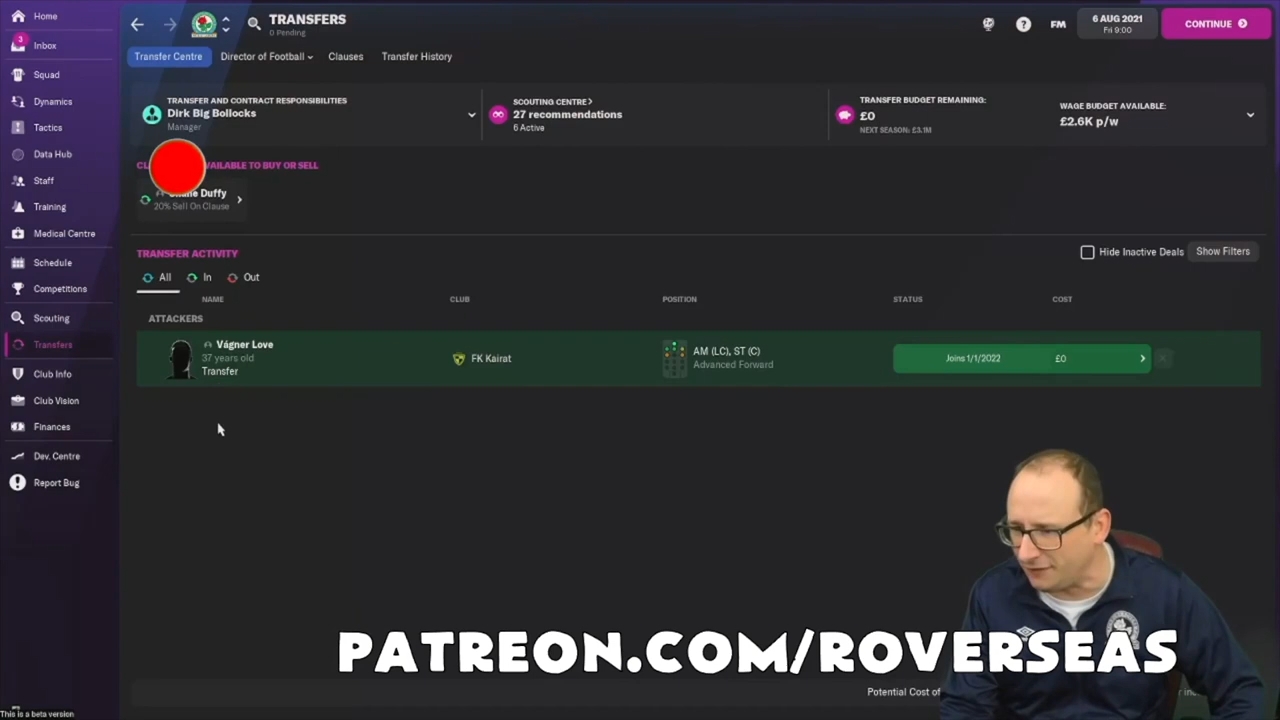 Home
TRANSFERS
0 Pending
FM
6 AUG 2021
Fri 9:00
CONTINUE
3
Inbox
Squad
Dynamics
Tactics
Data Hub
Staff
Training
Medical Centre
Schedule
Competitions
Scouting
Transfers
Club Info
Club Vision
Finances
Dev. Centre
Report Bug
Transfer Centre
Director of Football
Clauses
Transfer History
TRANSFER AND CONTRACT RESPONSIBILITIES
Dirk Big Bollocks
Manager
SCOUTING CENTRE>
27 recommendations
6 Active
TRANSFER BUDGET REMAINING:
£0
NEXT SEASON: £3.1M
WAGE BUDGET AVAILABLE:
£2.6K p/w
TO BUY OR SELL
Duffy
20% Sell On Clause
TRANSFER ACTIVITY
Hide Inactive Deals
Show Filters
All
In
Out
NAME
CLUB
POSITION
STATUS
COST
ATTACKERS
Vágner Love
37 years old
Transfer
FK Kairat
AM (LC), ST (C)
Advanced Forward
Joins 1/1/2022
£0
PATREON.COM/ROVERSEAS
Potential Cost of
This is a beta version